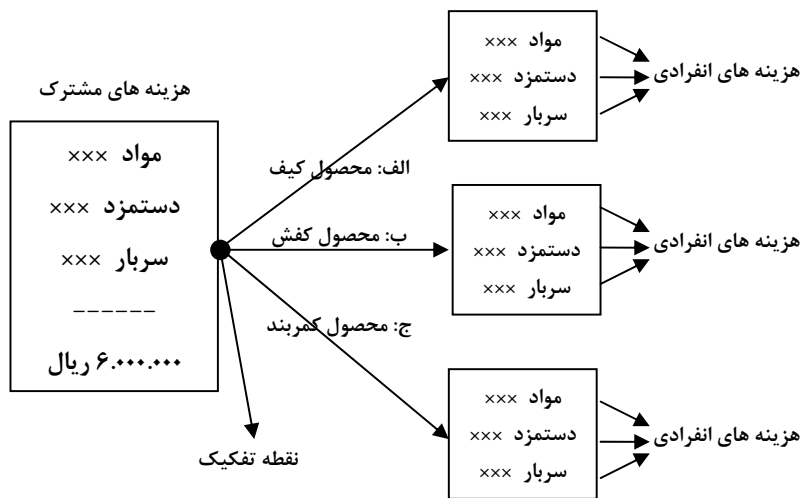 هزینه های مشترک
مواد ×××
دستمزد ×××
سربار ×××
------
۶.۰۰۰.۰۰۰ ریال
نقطه تفکیک
الف: محصول کیف
مواد ×××
دستمزد ×××
سربار ×××
هزینه های انفرادی
ب: محصول کفش
مواد ×××
دستمزد ×××
سربار ×××
هزینه های انفرادی
ج: محصول کمربند
مواد ×××
دستمزد ×××
سربار ×××
هزینه های انفرادی